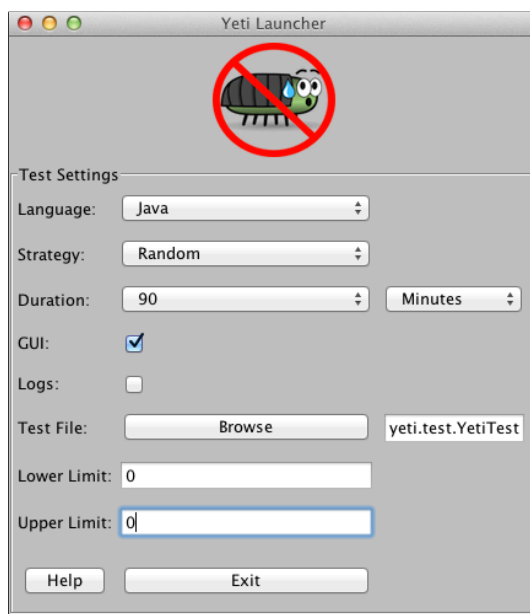 Yeti Launcher
Test Settings
Language: Java
Strategy: Random
Duration: 90 Minutes
GUI:
Logs:
Test File: Browse yeti.test.YetiTest
Lower Limit: 0
Upper Limit: 0
Help Exit